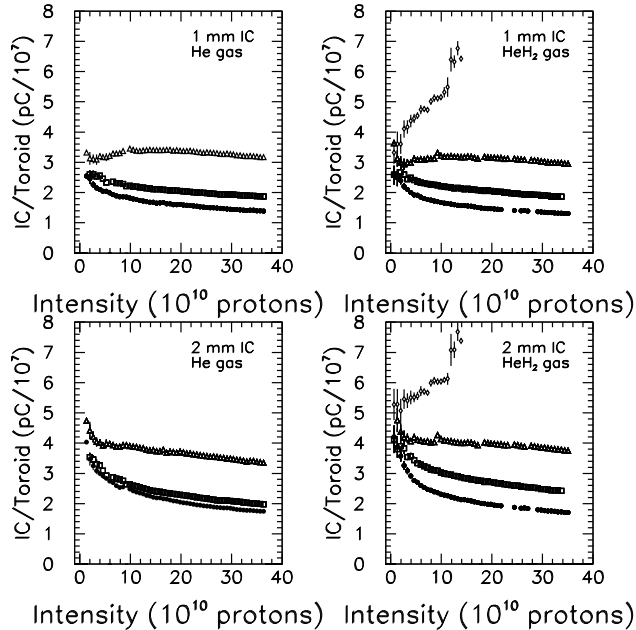 8
7
6
5
4
3
2
1
0
IC/Toroid (pC/10⁷)
1 mm IC
He gas
0 10 20 30 40
Intensity (10¹⁰ protons)
8
7
6
5
4
3
2
1
0
IC/Toroid (pC/10⁷)
1 mm IC
HeH₂ gas
0 10 20 30 40
Intensity (10¹⁰ protons)
8
7
6
5
4
3
2
1
0
IC/Toroid (pC/10⁷)
2 mm IC
He gas
0 10 20 30 40
Intensity (10¹⁰ protons)
8
7
6
5
4
3
2
1
0
IC/Toroid (pC/10⁷)
2 mm IC
HeH₂ gas
0 10 20 30 40
Intensity (10¹⁰ protons)